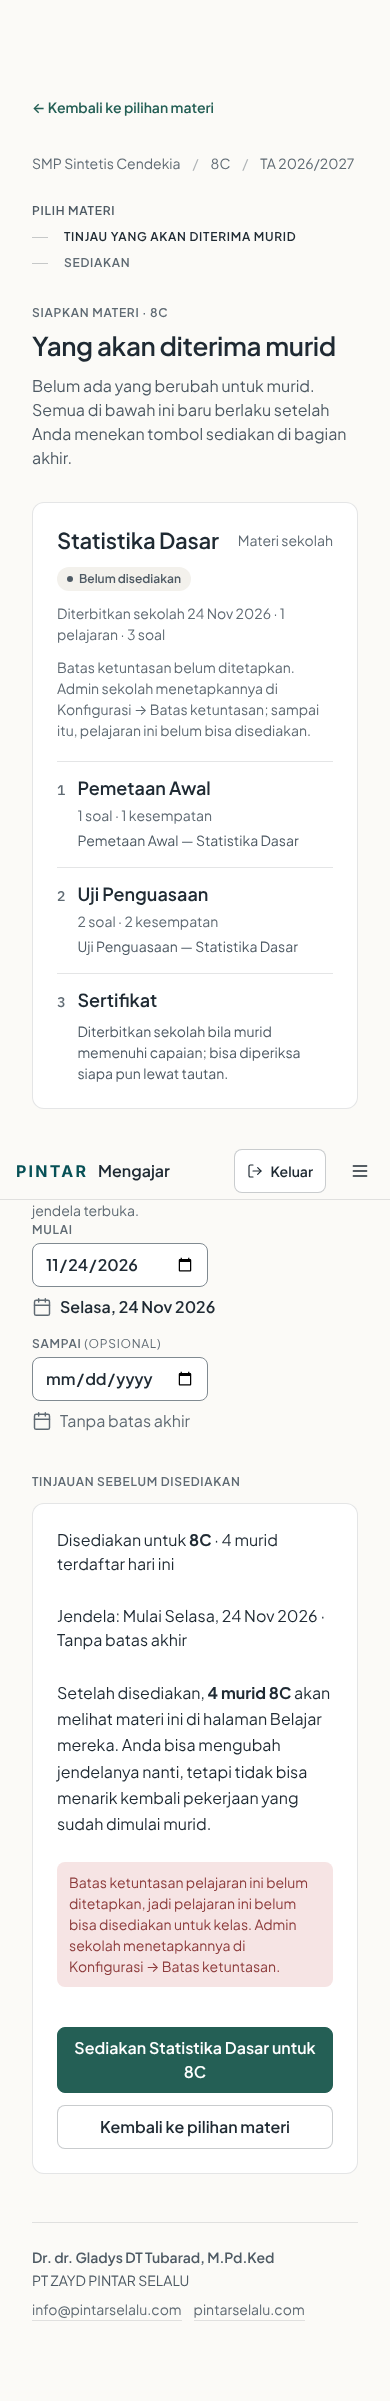 ← Kembali ke pilihan materi
SMP Sintetis Cendekia / 8C / TA 2026/2027
PILIH MATERI
— TINJAU YANG AKAN DITERIMA MURID
— SEDIAKAN
SIAPKAN MATERI · 8C
Yang akan diterima murid
Belum ada yang berubah untuk murid.
Semua di bawah ini baru berlaku setelah
Anda menekan tombol sediakan di bagian
akhir.
Statistika Dasar Materi sekolah
Belum disediakan
Diterbitkan sekolah 24 Nov 2026 · 1
pelajaran · 3 soal
Batas ketuntasan belum ditetapkan.
Admin sekolah menetapkannya di
Konfigurasi → Batas ketuntasan; sampai
itu, pelajaran ini belum bisa disediakan.
1 Pemetaan Awal
1 soal · 1 kesempatan
Pemetaan Awal — Statistika Dasar
2 Uji Penguasaan
2 soal · 2 kesempatan
Uji Penguasaan — Statistika Dasar
3 Sertifikat
Diterbitkan sekolah bila murid
memenuhi capaian; bisa diperiksa
siapa pun lewat tautan.
PINTAR Mengajar Keluar
jendela terbuka.
MULAI
11/24/2026
Selasa, 24 Nov 2026
SAMPAI (OPSIONAL)
mm/dd/yyyy
Tanpa batas akhir
TINJAUAN SEBELUM DISEDIAKAN
Disediakan untuk 8C · 4 murid
terdaftar hari ini
Jendela: Mulai Selasa, 24 Nov 2026 ·
Tanpa batas akhir
Setelah disediakan, 4 murid 8C akan
melihat materi ini di halaman Belajar
mereka. Anda bisa mengubah
jendelanya nanti, tetapi tidak bisa
menarik kembali pekerjaan yang
sudah dimulai murid.
Batas ketuntasan pelajaran ini belum
ditetapkan, jadi pelajaran ini belum
bisa disediakan untuk kelas. Admin
sekolah menetapkannya di
Konfigurasi → Batas ketuntasan.
Sediakan Statistika Dasar untuk
8C
Kembali ke pilihan materi
Dr. dr. Gladys DT Tubarad, M.Pd.Ked
PT ZAYD PINTAR SELALU
info@pintarselalu.com pintarselalu.com